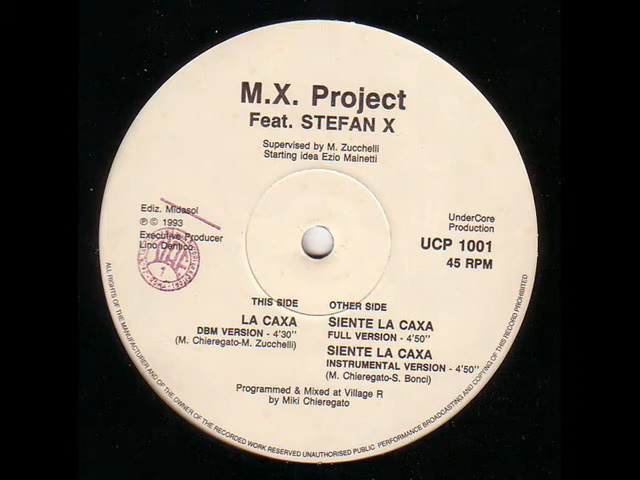 M.X. Project
Feat. STEFAN X
Supervised by M. Zucchelli
Starting idea Ezio Mainetti
Ediz. Midasol
℗ © 1993
Executive Producer
Lino Dentico
UnderCore
Production
UCP 1001
45 RPM
THIS SIDE
LA CAXA
DBM VERSION - 4'30''
(M. Chieregato-M. Zucchelli)
OTHER SIDE
SIENTE LA CAXA
FULL VERSION - 4'50''
SIENTE LA CAXA
INSTRUMENTAL VERSION - 4'50''
(M. Chieregato-S. Bonci)
Programmed & Mixed at Village R
by Miki Chieregato
ALL RIGHTS OF THE MANUFACTURER AND OF THE OWNER OF THE RECORDED WORK RESERVED UNAUTHORISED PUBLIC PERFORMANCE BROADCASTING AND COPYING OF THIS RECORD PROHIBITED